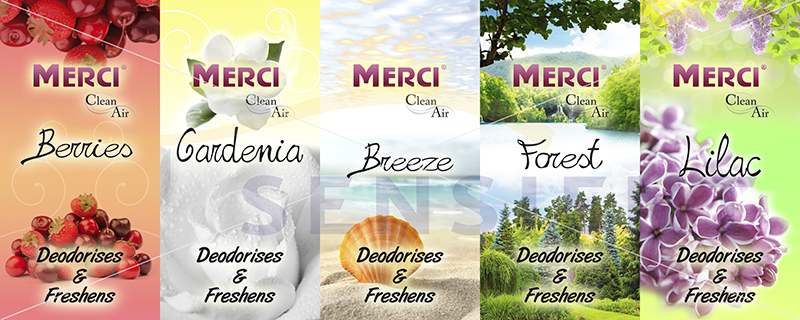 MERCI®
Clean
Air
Berries
Deodorises
&
Freshens
MERCI®
Clean
Air
Gardenia
Deodorises
&
Freshens
MERCI®
Clean
Air
Breeze
Deodorises
&
Freshens
MERCI®
Clean
Air
Forest
Deodorises
&
Freshens
MERCI®
Clean
Air
Lilac
Deodorises
&
Freshens